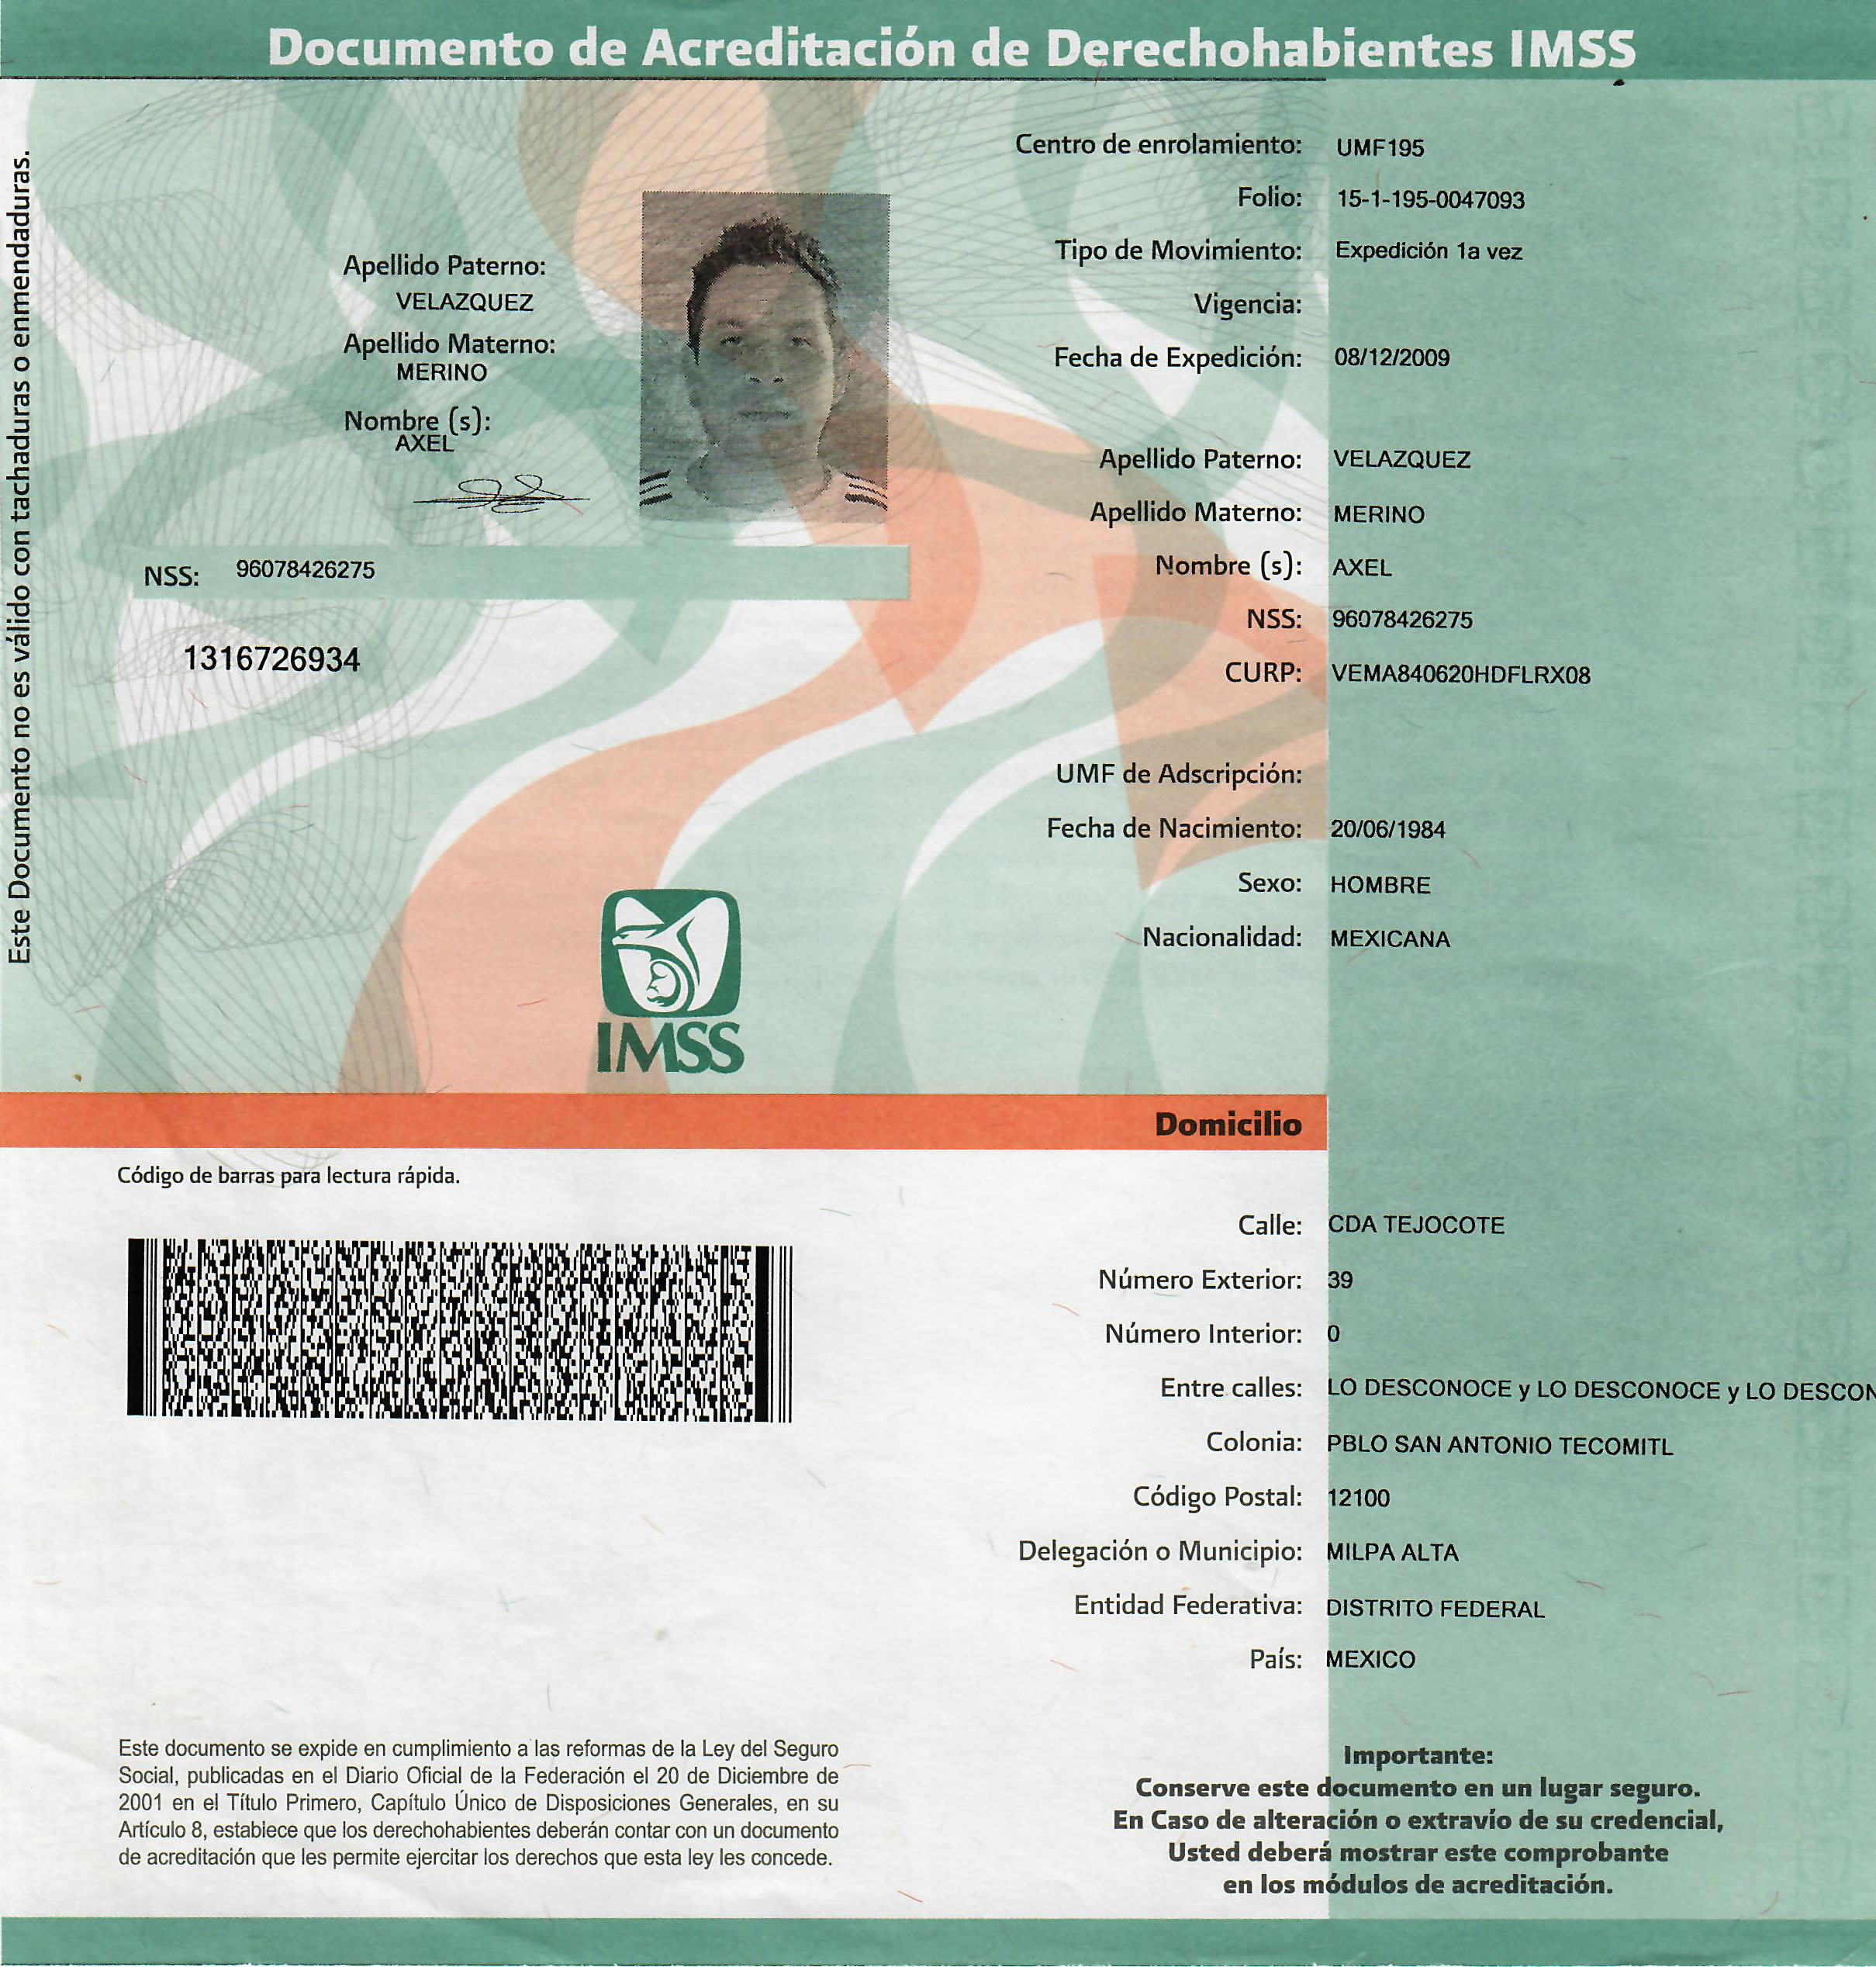 Documento de Acreditación de Derechohabientes IMSS
Este Documento no es válido con tachaduras o enmendaduras.
Apellido Paterno:
VELAZQUEZ
Apellido Materno:
MERINO
Nombre (s):
AXEL
NSS: 96078426275
1316726934
IMSS
Centro de enrolamiento: UMF195
Folio: 15-1-195-0047093
Tipo de Movimiento: Expedición 1a vez
Vigencia:
Fecha de Expedición: 08/12/2009
Apellido Paterno: VELAZQUEZ
Apellido Materno: MERINO
Nombre (s): AXEL
NSS: 96078426275
CURP: VEMA840620HDFLRX08
UMF de Adscripción:
Fecha de Nacimiento: 20/06/1984
Sexo: HOMBRE
Nacionalidad: MEXICANA
Domicilio
Código de barras para lectura rápida.
Calle: CDA TEJOCOTE
Número Exterior: 39
Número Interior: 0
Entre calles: LO DESCONOCE y LO DESCONOCE y LO DESCON
Colonia: PBLO SAN ANTONIO TECOMITL
Código Postal: 12100
Delegación o Municipio: MILPA ALTA
Entidad Federativa: DISTRITO FEDERAL
País: MEXICO
Este documento se expide en cumplimiento a las reformas de la Ley del Seguro
Social, publicadas en el Diario Oficial de la Federación el 20 de Diciembre de
2001 en el Título Primero, Capítulo Único de Disposiciones Generales, en su
Artículo 8, establece que los derechohabientes deberán contar con un documento
de acreditación que les permite ejercitar los derechos que esta ley les concede.
Importante:
Conserve este documento en un lugar seguro.
En Caso de alteración o extravío de su credencial,
Usted deberá mostrar este comprobante
en los módulos de acreditación.